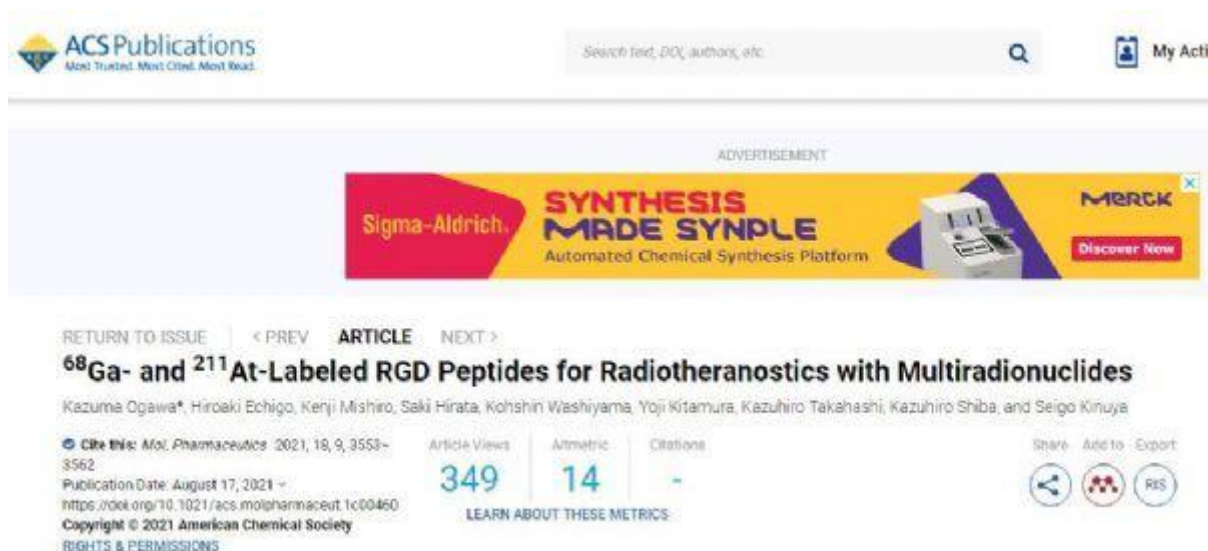 ACS Publications
Most Trusted. Most Cited. Most Read.
Search text, DOI, authors, etc.
My Acti
ADVERTISEMENT
Sigma-Aldrich.
SYNTHESIS
MADE SYNPLE
Automated Chemical Synthesis Platform
MERCK
Discover Now
RETURN TO ISSUE
< PREV
ARTICLE
NEXT >
⁶⁸Ga- and ²¹¹At-Labeled RGD Peptides for Radiotheranostics with Multiradionuclides
Kazuma Ogawa*, Hiroaki Echigo, Kenji Mishiro, Saki Hirata, Kohshin Washiyama, Yoji Kitamura, Kazuhiro Takahashi, Kazuhiro Shiba, and Seigo Kinuya
Cite this: Mol. Pharmaceutics 2021, 18, 9, 3553–
3562
Publication Date: August 17, 2021
https://doi.org/10.1021/acs.molpharmaceut.1c00460
Copyright © 2021 American Chemical Society
RIGHTS & PERMISSIONS
Article Views
349
Altmetric
14
Citations
-
LEARN ABOUT THESE METRICS
Share
Add to
Export
RIS